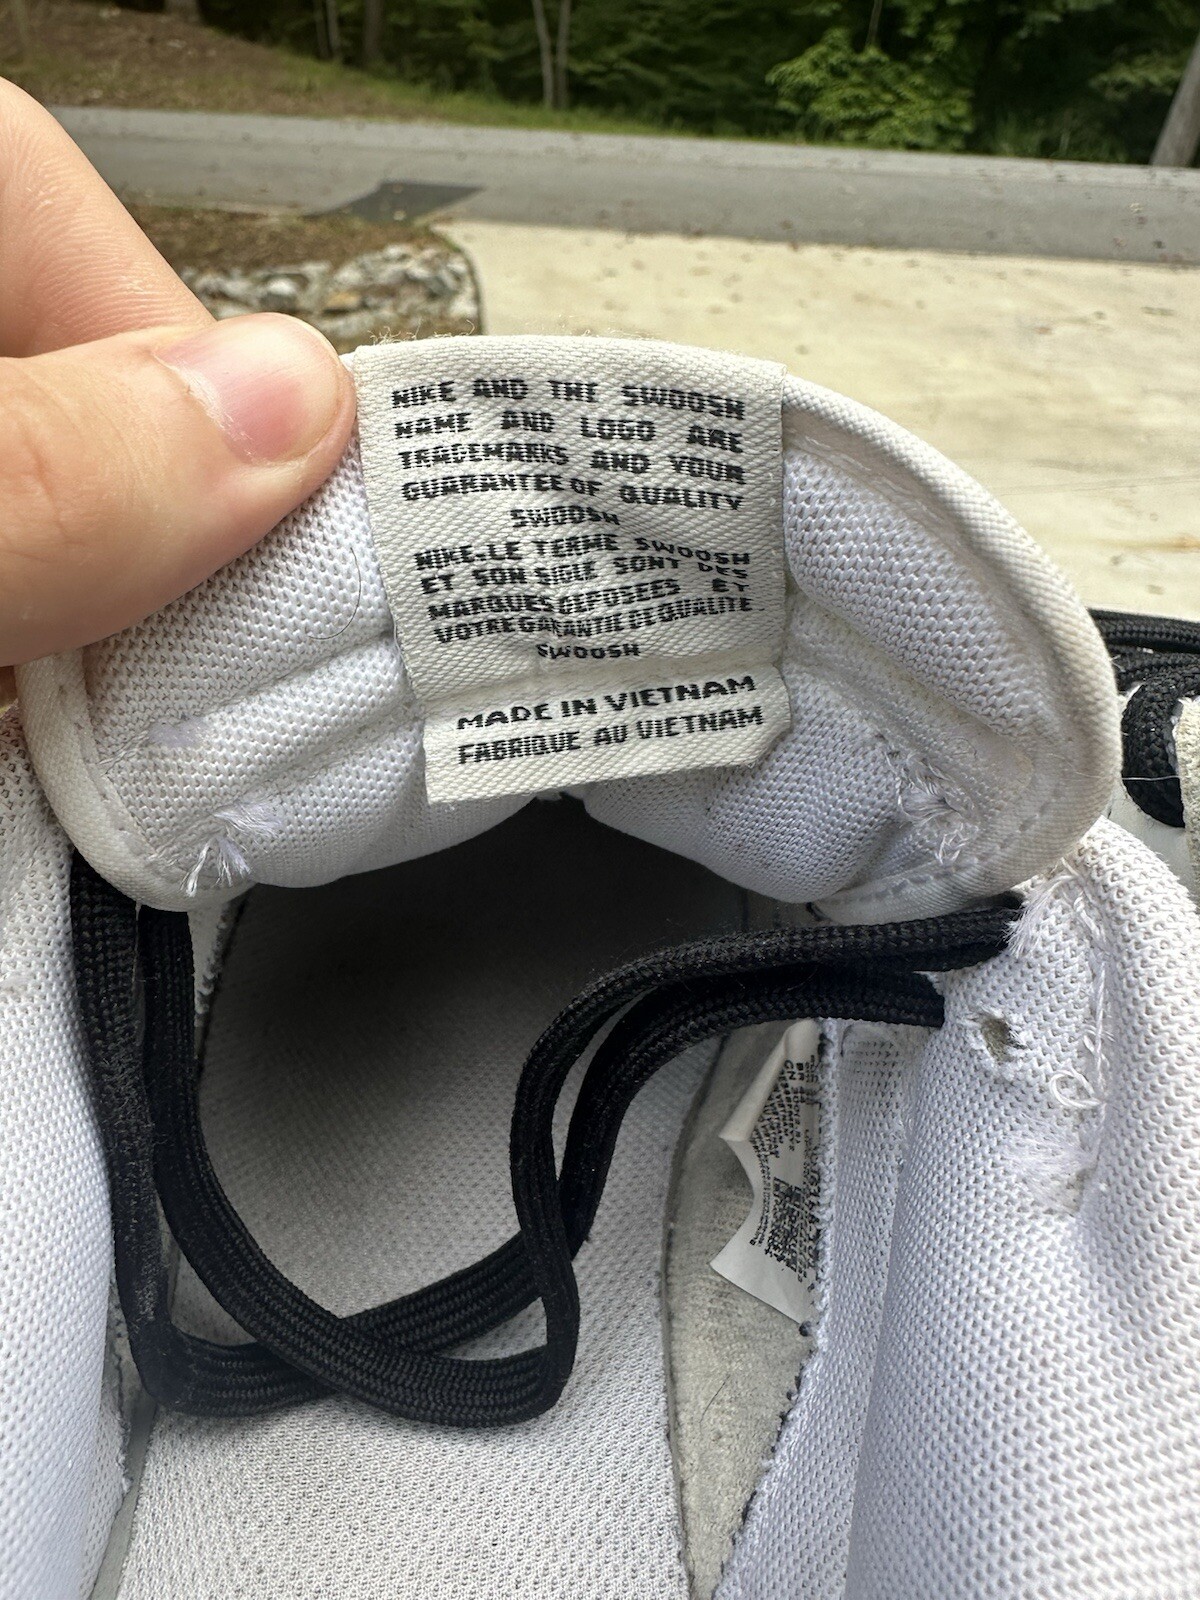 NIKE AND THE SWOOSH
NAME AND LOGO ARE
TRADEMARKS AND YOUR
GUARANTEE OF QUALITY
SWOOSH
NIKE.LE TERME SWOOSH
ET SON SIGLE SONT DES
MARQUES DEPOSEES ET
VOTRE GARANTIE DE QUALITE
SWOOSH
MADE IN VIETNAM
FABRIQUE AU VIETNAM